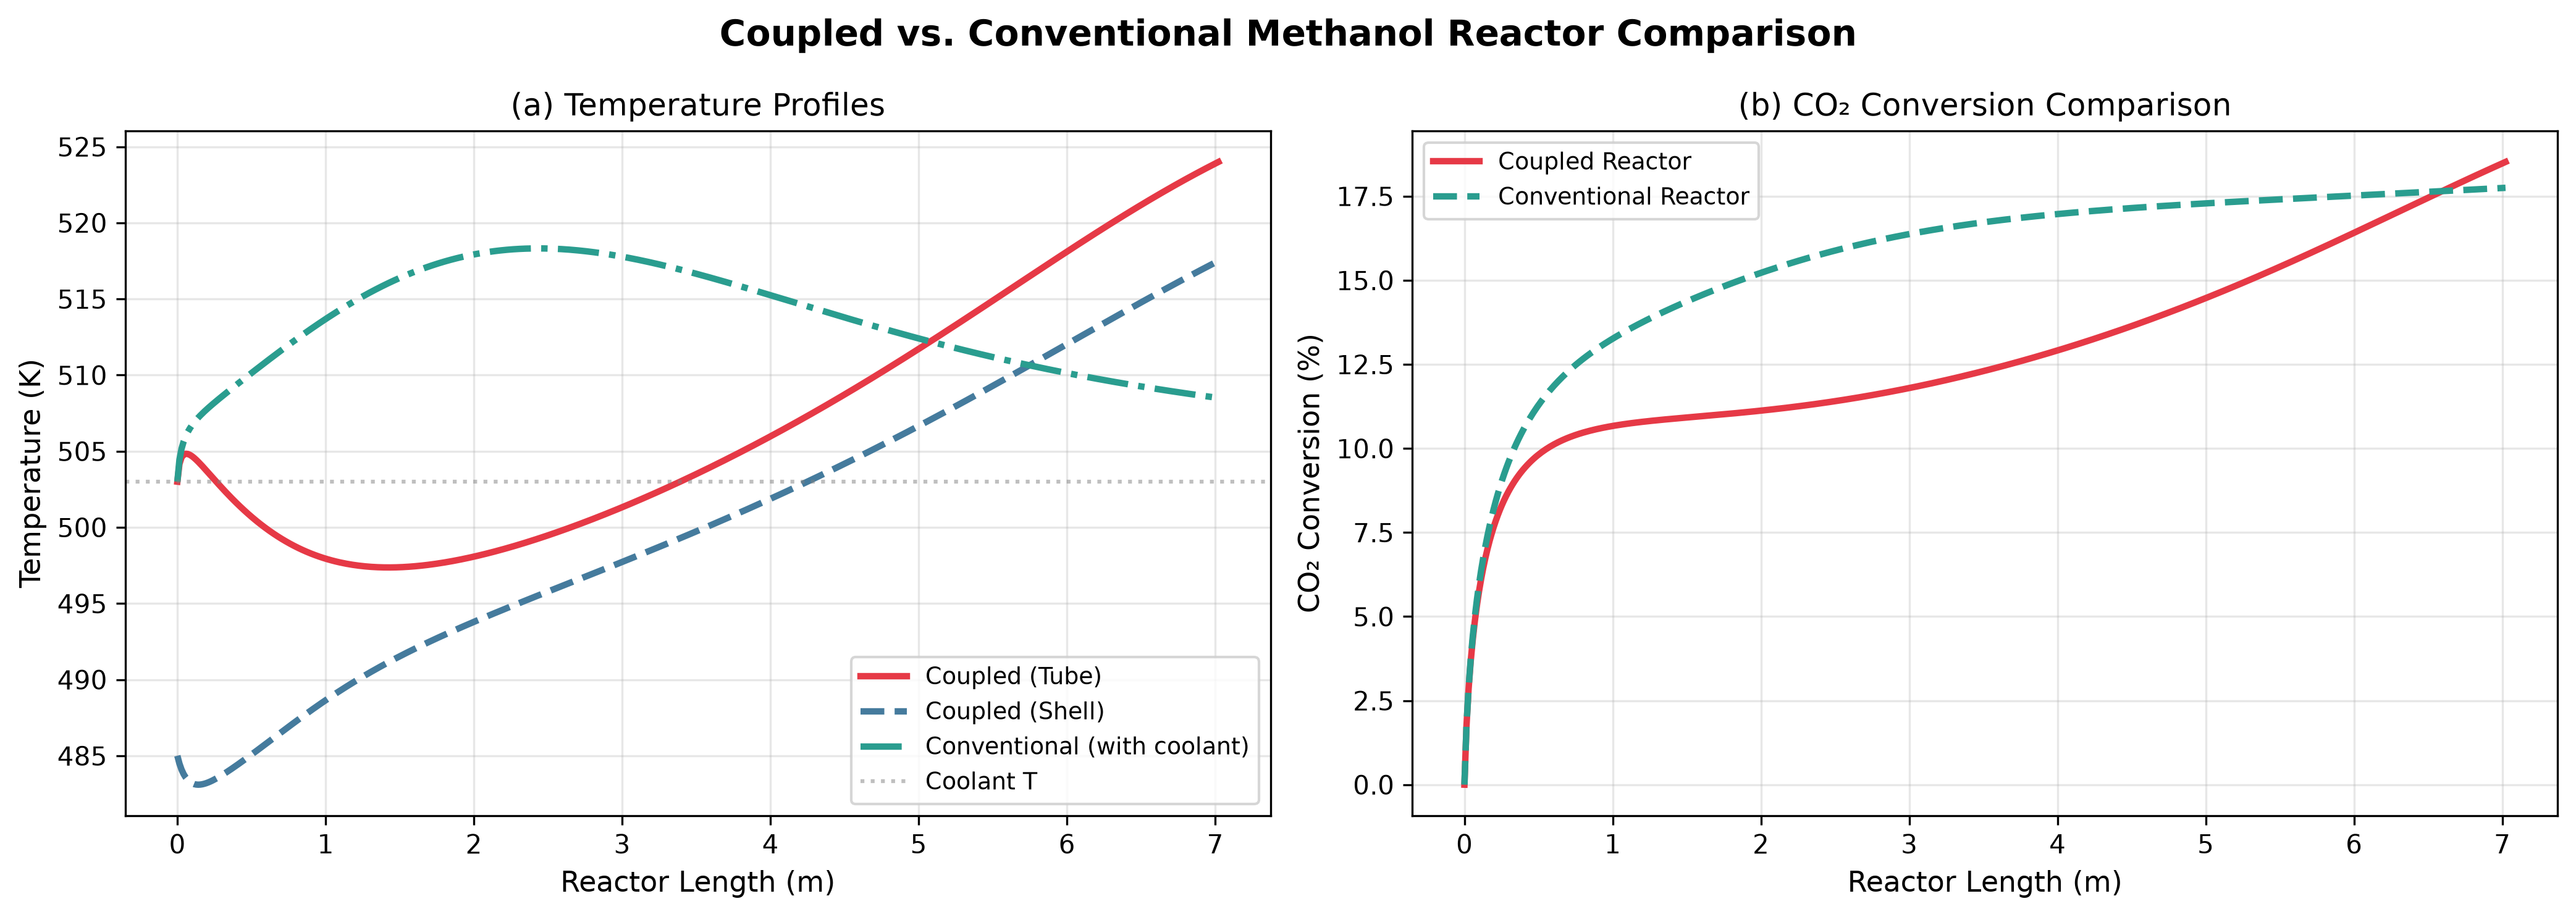 Coupled vs. Conventional Methanol Reactor Comparison
(a) Temperature Profiles
525
520
515
510
505
500
495
490
485
Temperature (K)
Coupled (Tube)
Coupled (Shell)
Conventional (with coolant)
Coolant T
0 1 2 3 4 5 6 7
Reactor Length (m)
(b) CO₂ Conversion Comparison
Coupled Reactor
Conventional Reactor
17.5
15.0
12.5
10.0
7.5
5.0
2.5
0.0
CO₂ Conversion (%)
0 1 2 3 4 5 6 7
Reactor Length (m)